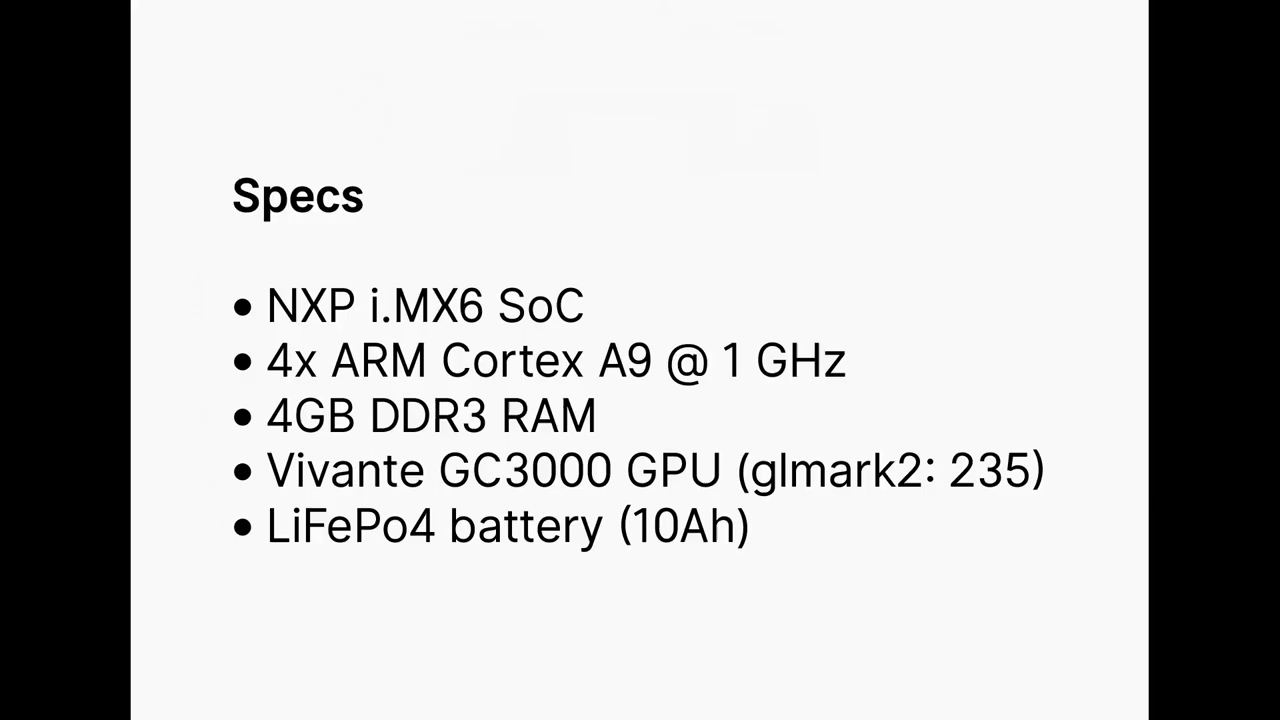 Specs
• NXP i.MX6 SoC
• 4x ARM Cortex A9 @ 1 GHz
• 4GB DDR3 RAM
• Vivante GC3000 GPU (glmark2: 235)
• LiFePo4 battery (10Ah)